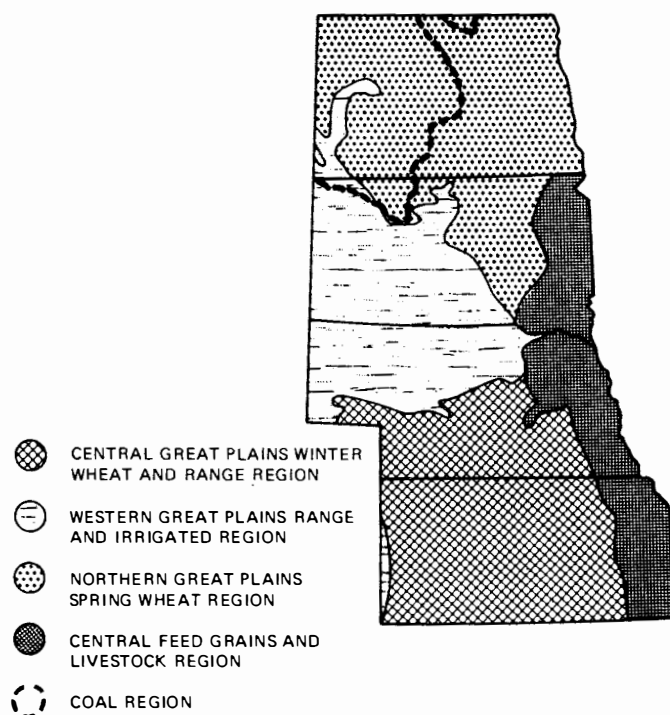 CENTRAL GREAT PLAINS WINTER
WHEAT AND RANGE REGION
WESTERN GREAT PLAINS RANGE
AND IRRIGATED REGION
NORTHERN GREAT PLAINS
SPRING WHEAT REGION
CENTRAL FEED GRAINS AND
LIVESTOCK REGION
COAL REGION